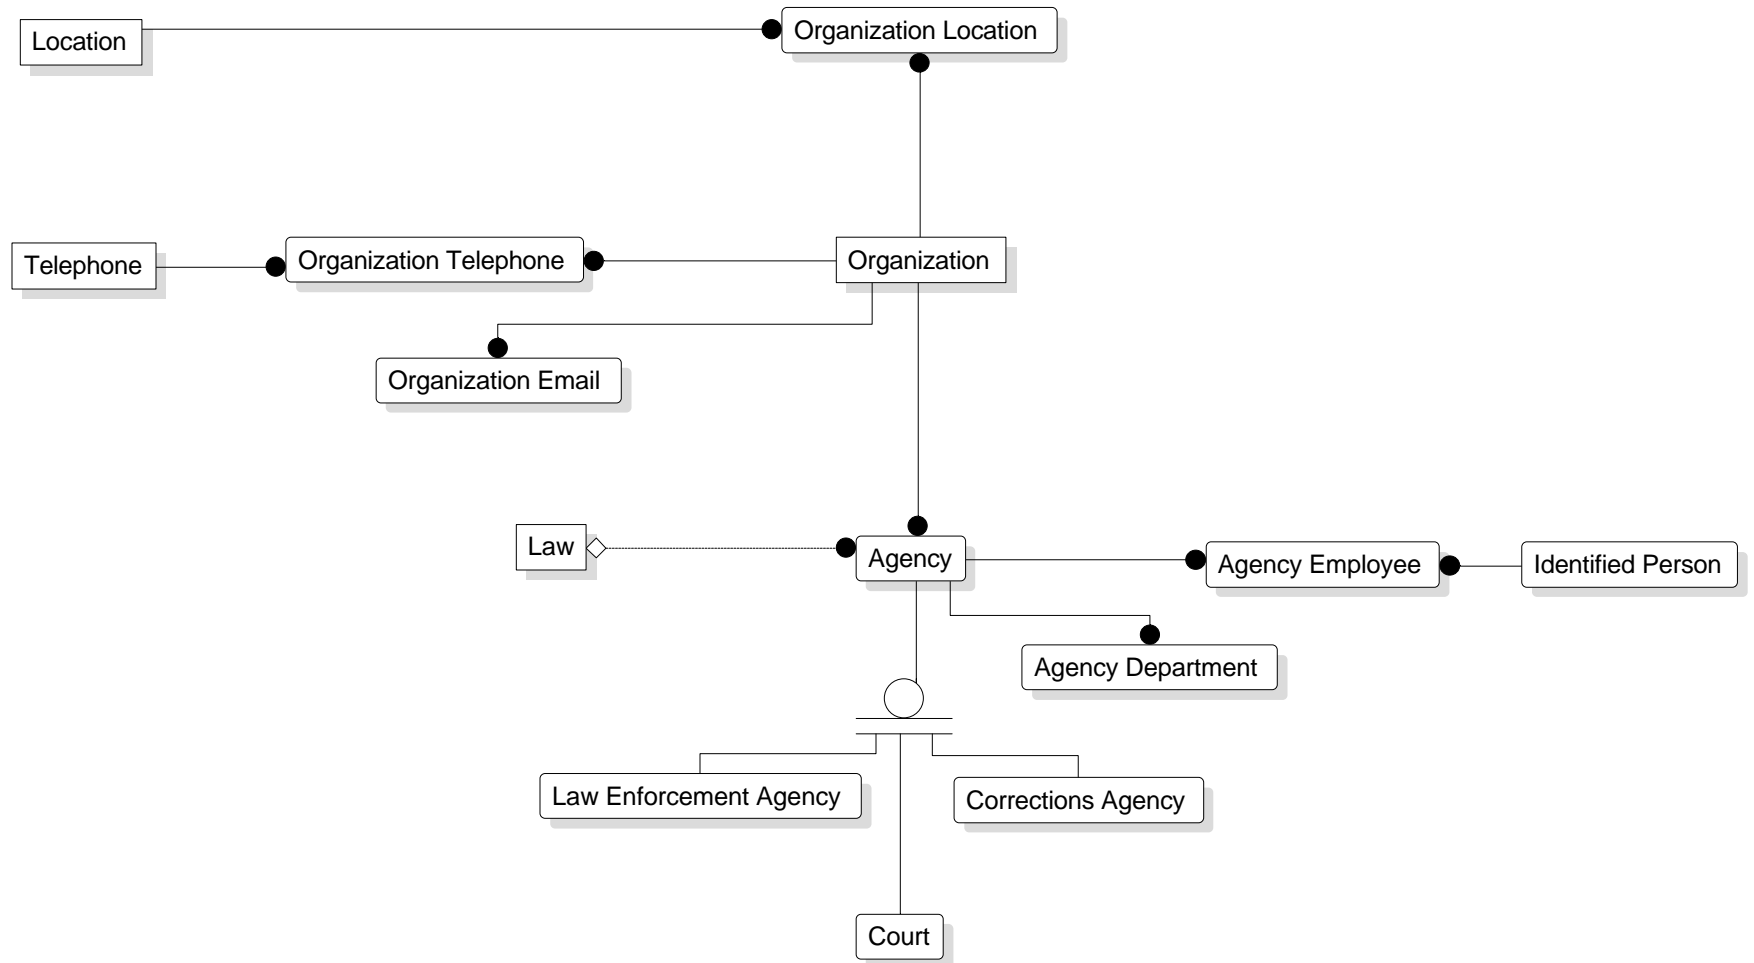 Location
Organization Location
Telephone
Organization Telephone
Organization
Organization Email
Law
Agency
Agency Employee
Identified Person
Agency Department
Law Enforcement Agency
Corrections Agency
Court